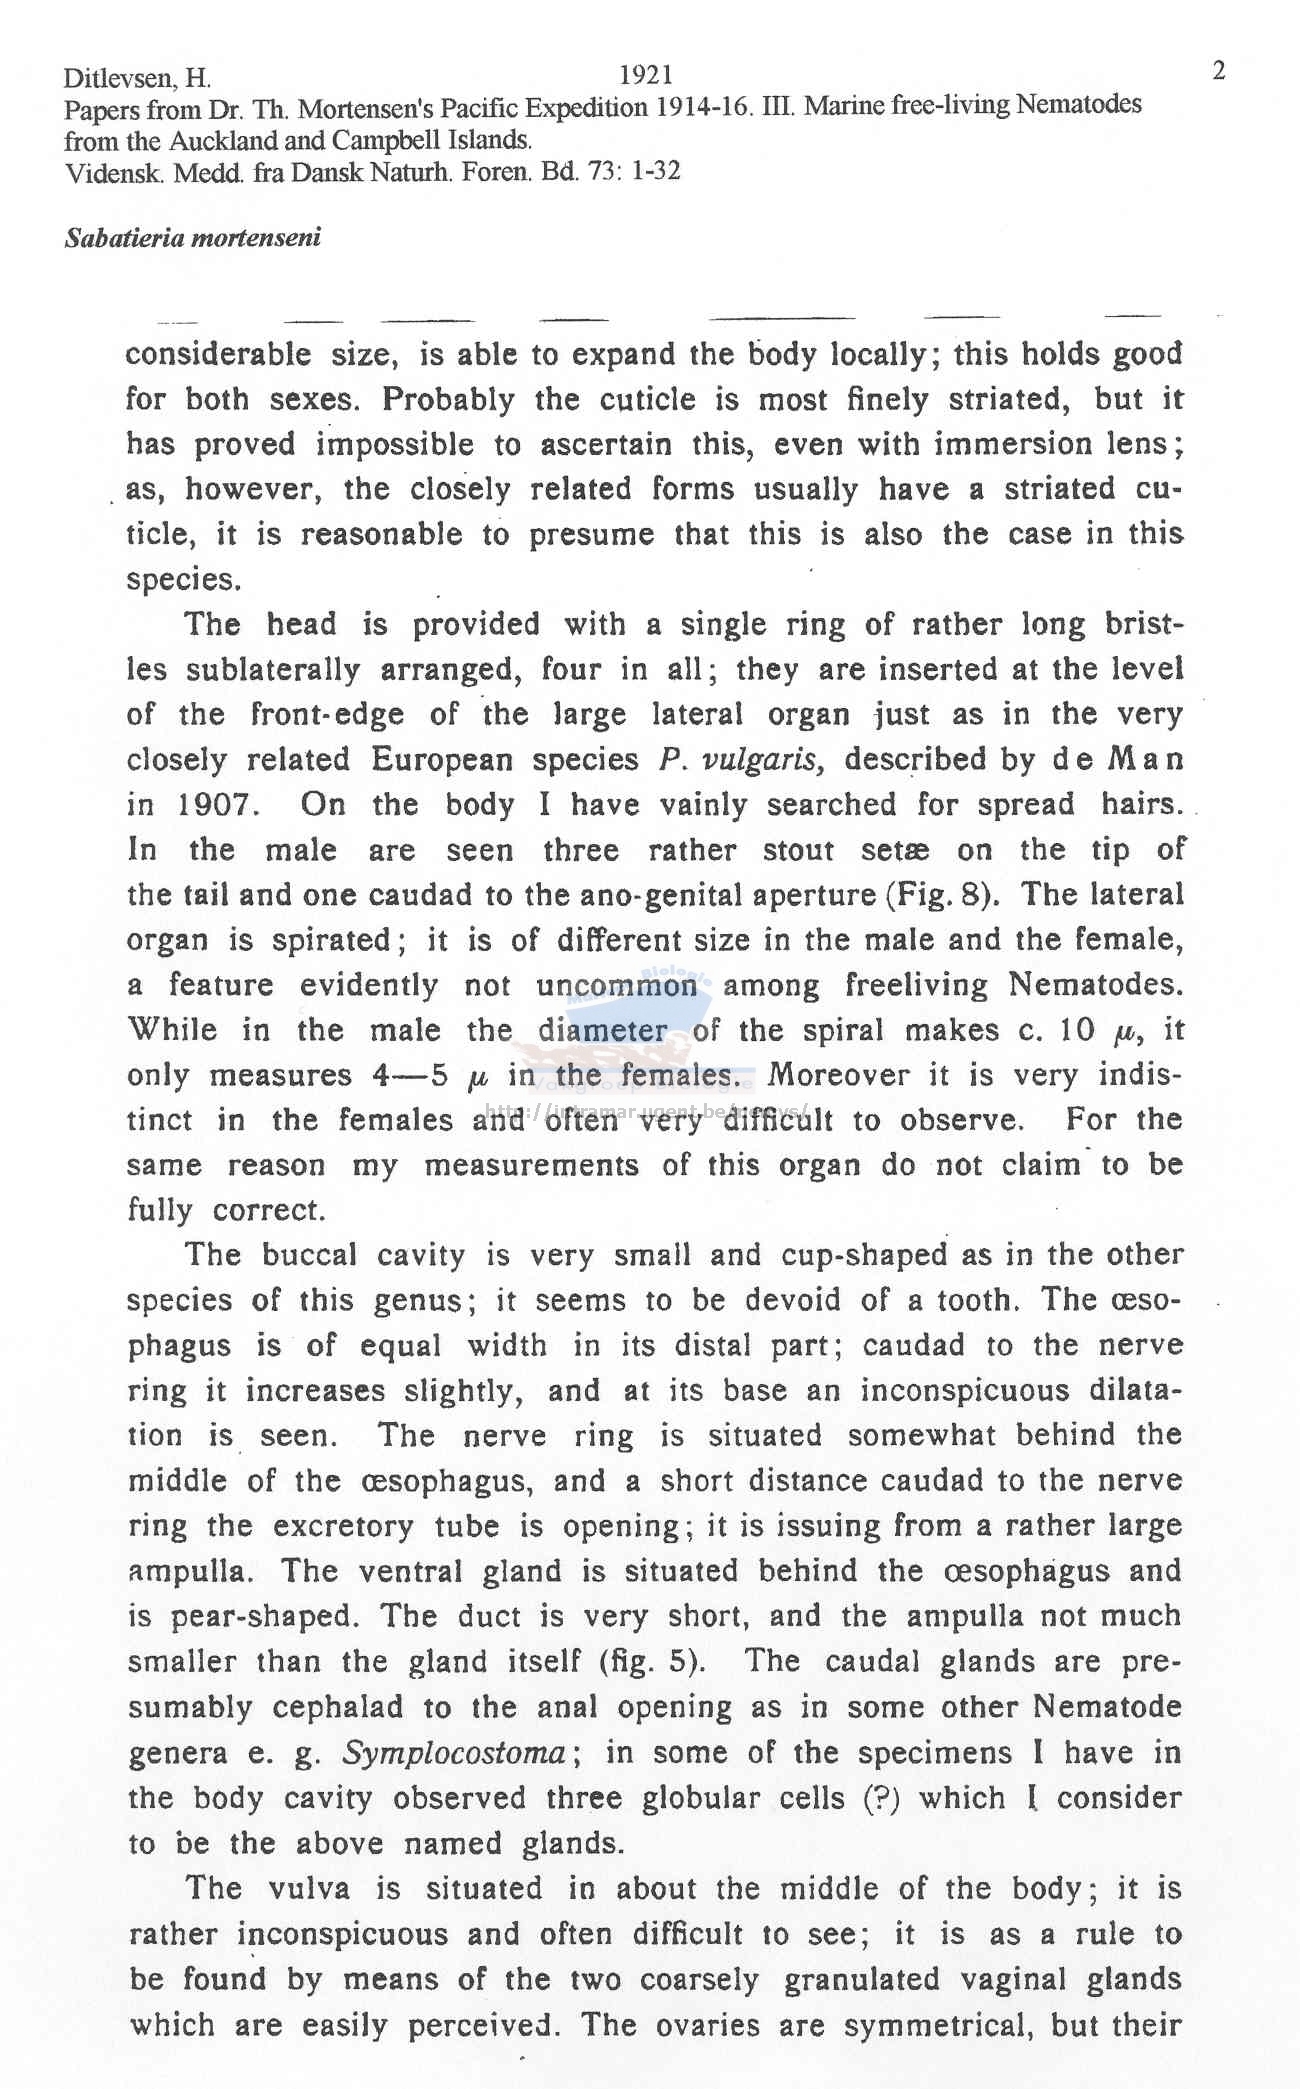 Ditlevsen, H. 1921 2
Papers from Dr. Th. Mortensen's Pacific Expedition 1914-16. III. Marine free-living Nematodes
from the Auckland and Campbell Islands.
Vidensk. Medd. fra Dansk Naturh. Foren. Bd. 73: 1-32
Sabatieria mortenseni
considerable size, is able to expand the body locally; this holds good
for both sexes. Probably the cuticle is most finely striated, but it
has proved impossible to ascertain this, even with immersion lens;
as, however, the closely related forms usually have a striated cu-
ticle, it is reasonable to presume that this is also the case in this
species.
The head is provided with a single ring of rather long brist-
les sublaterally arranged, four in all; they are inserted at the level
of the front-edge of the large lateral organ just as in the very
closely related European species P. vulgaris, described by de Man
in 1907. On the body I have vainly searched for spread hairs.
In the male are seen three rather stout setæ on the tip of
the tail and one caudad to the ano-genital aperture (Fig. 8). The lateral
organ is spirated; it is of different size in the male and the female,
a feature evidently not uncommon among freeliving Nematodes.
While in the male the diameter of the spiral makes c. 10 μ, it
only measures 4—5 μ in the females. Moreover it is very indis-
tinct in the females and often very difficult to observe. For the
same reason my measurements of this organ do not claim to be
fully correct.
The buccal cavity is very small and cup-shaped as in the other
species of this genus; it seems to be devoid of a tooth. The œso-
phagus is of equal width in its distal part; caudad to the nerve
ring it increases slightly, and at its base an inconspicuous dilata-
tion is seen. The nerve ring is situated somewhat behind the
middle of the œsophagus, and a short distance caudad to the nerve
ring the excretory tube is opening; it is issuing from a rather large
ampulla. The ventral gland is situated behind the œsophagus and
is pear-shaped. The duct is very short, and the ampulla not much
smaller than the gland itself (fig. 5). The caudal glands are pre-
sumably cephalad to the anal opening as in some other Nematode
genera e. g. Symplocostoma; in some of the specimens I have in
the body cavity observed three globular cells (?) which I consider
to be the above named glands.
The vulva is situated in about the middle of the body; it is
rather inconspicuous and often difficult to see; it is as a rule to
be found by means of the two coarsely granulated vaginal glands
which are easily perceived. The ovaries are symmetrical, but their